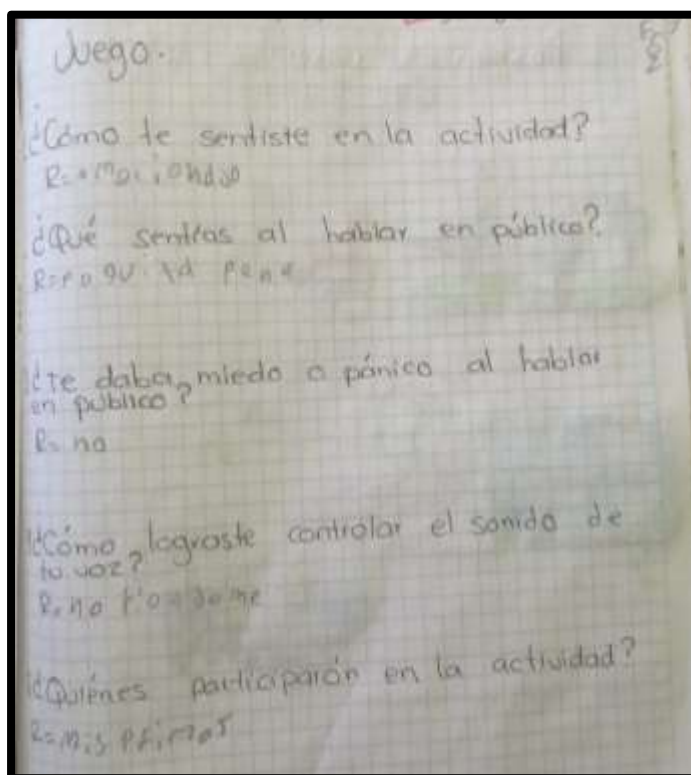 Juego.
¿Cómo te sentiste en la actividad?
R=
¿Qué sentías al hablar en público?
R=
¿te daba miedo o pánico al hablar
en público?
R= no
¿Cómo lograste controlar el sonido de
tu voz?
R= no
¿Quiénes participarón en la actividad?
R= mis primos